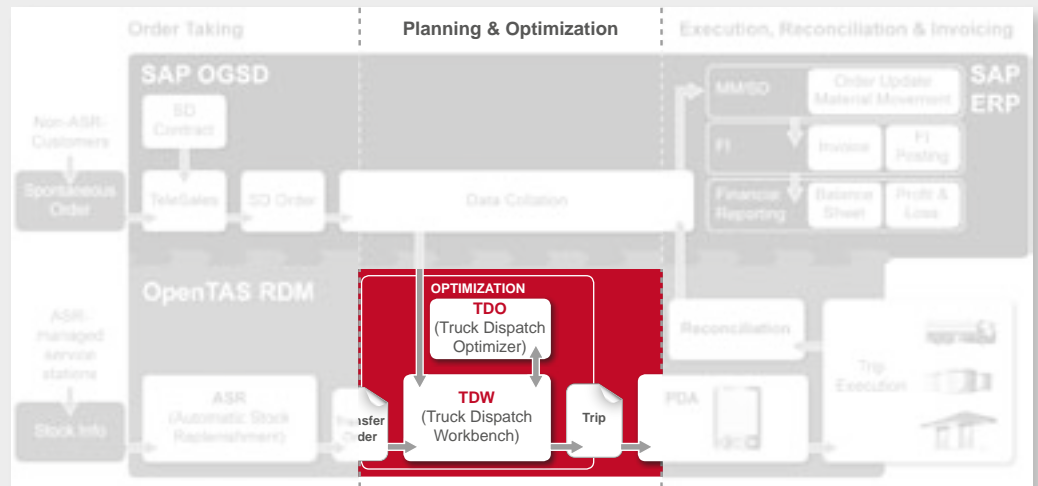 Order Taking
Planning & Optimization
Execution, Reconciliation & Invoicing
SAP OGSD
SAP
ERP
SD
Contract
MM/SD
Order Update
Material Movement
Non-ASR-
Customers
FI
Invoice
FI
Posting
Spontaneous
Order
TeleSales
SD Order
Data Collation
Financial
Reporting
Balance
Sheet
Profit &
Loss
OpenTAS RDM
OPTIMIZATION
TDO
(Truck Dispatch
Optimizer)
ASR-
managed
service
stations
Reconciliation
Trip
Execution
Stock Info
ASR
(Automatic Stock
Replenishment)
Transfer
Order
TDW
(Truck Dispatch
Workbench)
Trip
PDA